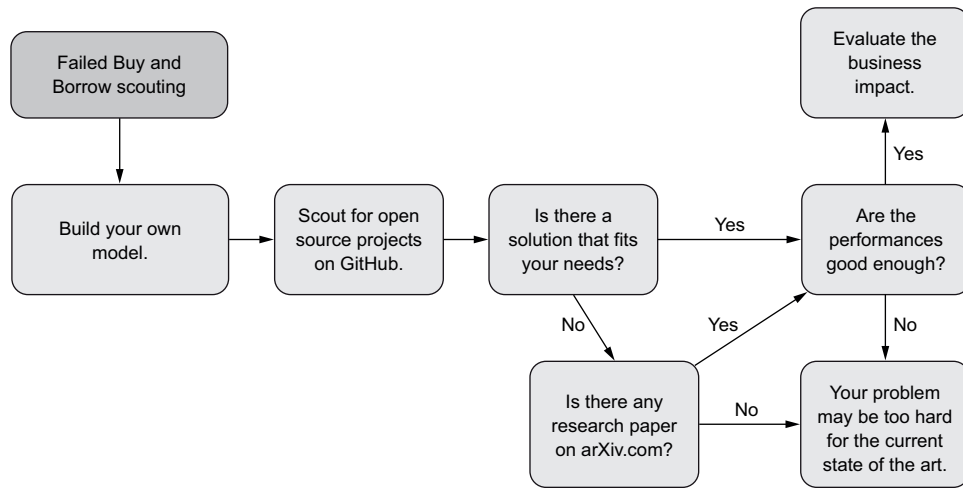 Failed Buy and
Borrow scouting
Evaluate the
business
impact.
Yes
Build your own
model.
Scout for open
source projects
on GitHub.
Is there a
solution that fits
your needs?
Yes
Are the
performances
good enough?
No
Yes
No
Is there any
research paper
on arXiv.com?
No
Your problem
may be too hard
for the current
state of the art.